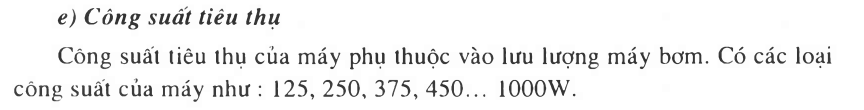 e) Công suất tiêu thụ
Công suất tiêu thụ của máy phụ thuộc vào lưu lượng máy bơm. Có các loại
công suất của máy như : 125, 250, 375, 450... 1000W.